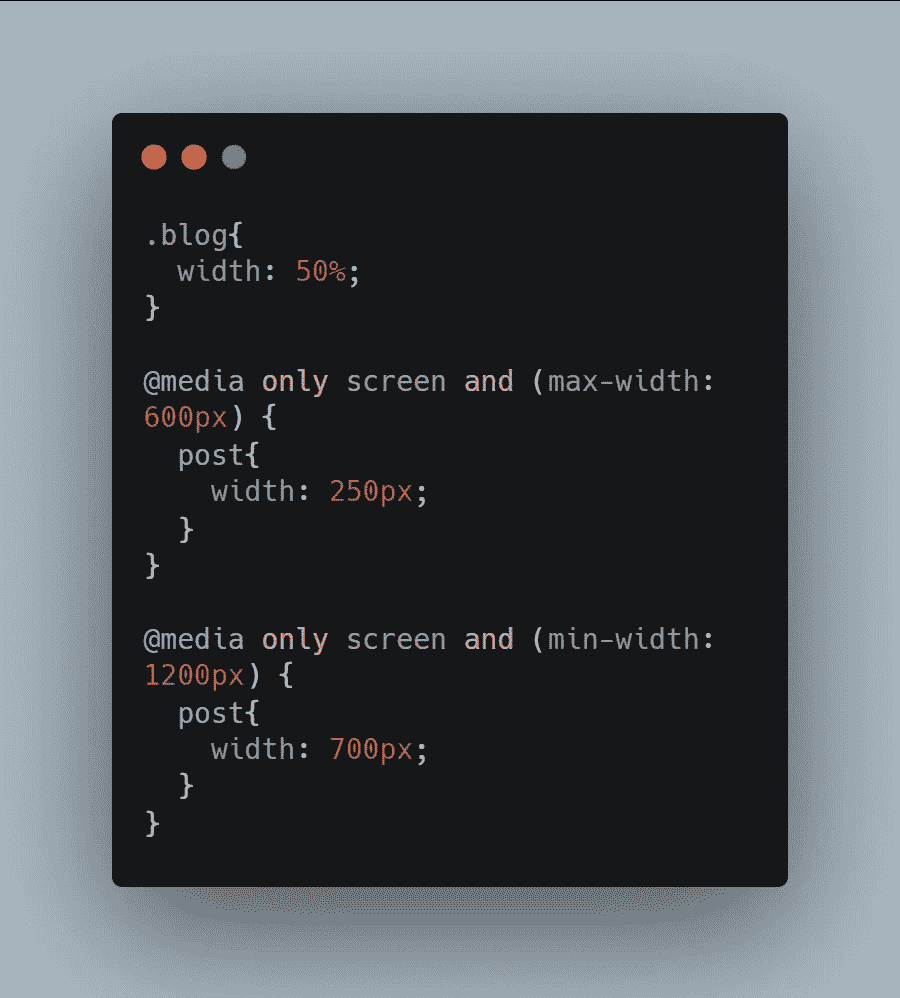 .blog{
  width: 50%;
}

@media only screen and (max-width:
600px) {
  post{
    width: 250px;
  }
}

@media only screen and (min-width:
1200px) {
  post{
    width: 700px;
  }
}